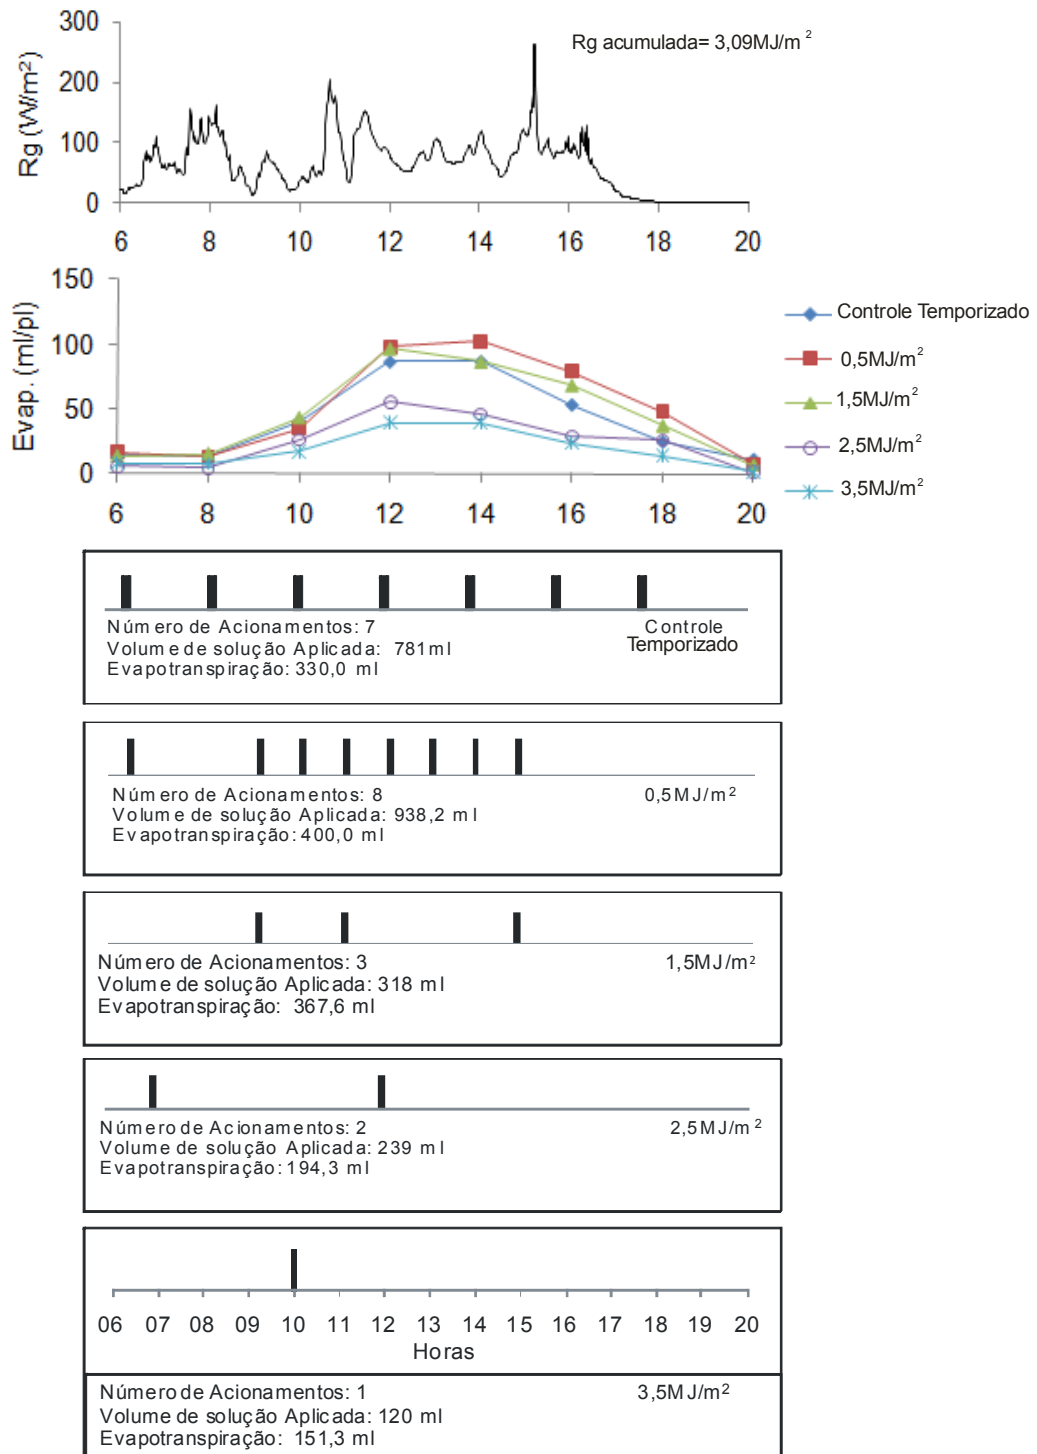 300
200
100
0
Rg (W/m²)
Rg acumulada= 3,09MJ/m²
6 8 10 12 14 16 18 20
150
100
50
0
Evap. (ml/pl)
6 8 10 12 14 16 18 20
Controle Temporizado
0,5MJ/m²
1,5MJ/m²
2,5MJ/m²
3,5MJ/m²
Número de Acionamentos: 7
Volume de solução Aplicada: 781ml
Evapotranspiração: 330,0 ml
Controle
Temporizado
Número de Acionamentos: 8
0,5MJ/m²
Volume de solução Aplicada: 938,2 ml
Evapotranspiração: 400,0 ml
Número de Acionamentos: 3
1,5MJ/m²
Volume de solução Aplicada: 318 ml
Evapotranspiração: 367,6 ml
Número de Acionamentos: 2
2,5MJ/m²
Volume de solução Aplicada: 239 ml
Evapotranspiração: 194,3 ml
06 07 08 09 10 11 12 13 14 15 16 17 18 19 20
Horas
Número de Acionamentos: 1
3,5MJ/m²
Volume de solução Aplicada: 120 ml
Evapotranspiração: 151,3 ml